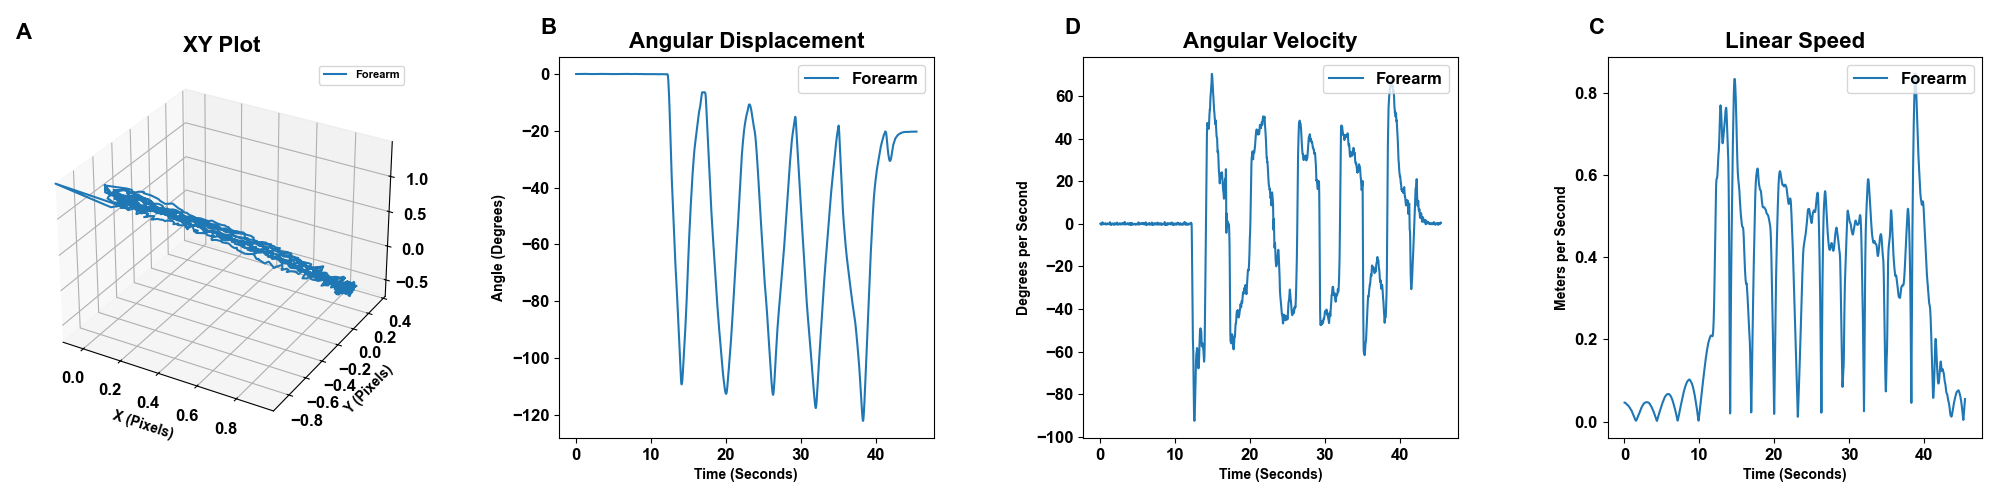 A
XY Plot
Forearm
1.0
0.5
0.0
−0.5
0.4
0.2
0.0
−0.2
−0.4
−0.6
−0.8
Y (Pixels)
0.0
0.2
0.4
0.6
0.8
X (Pixels)
B
Angular Displacement
Forearm
0
−20
−40
−60
−80
−100
−120
Angle (Degrees)
0 10 20 30 40
Time (Seconds)
D
Angular Velocity
Forearm
60
40
20
0
−20
−40
−60
−80
−100
Degrees per Second
0 10 20 30 40
Time (Seconds)
C
Linear Speed
Forearm
0.8
0.6
0.4
0.2
0.0
Meters per Second
0 10 20 30 40
Time (Seconds)